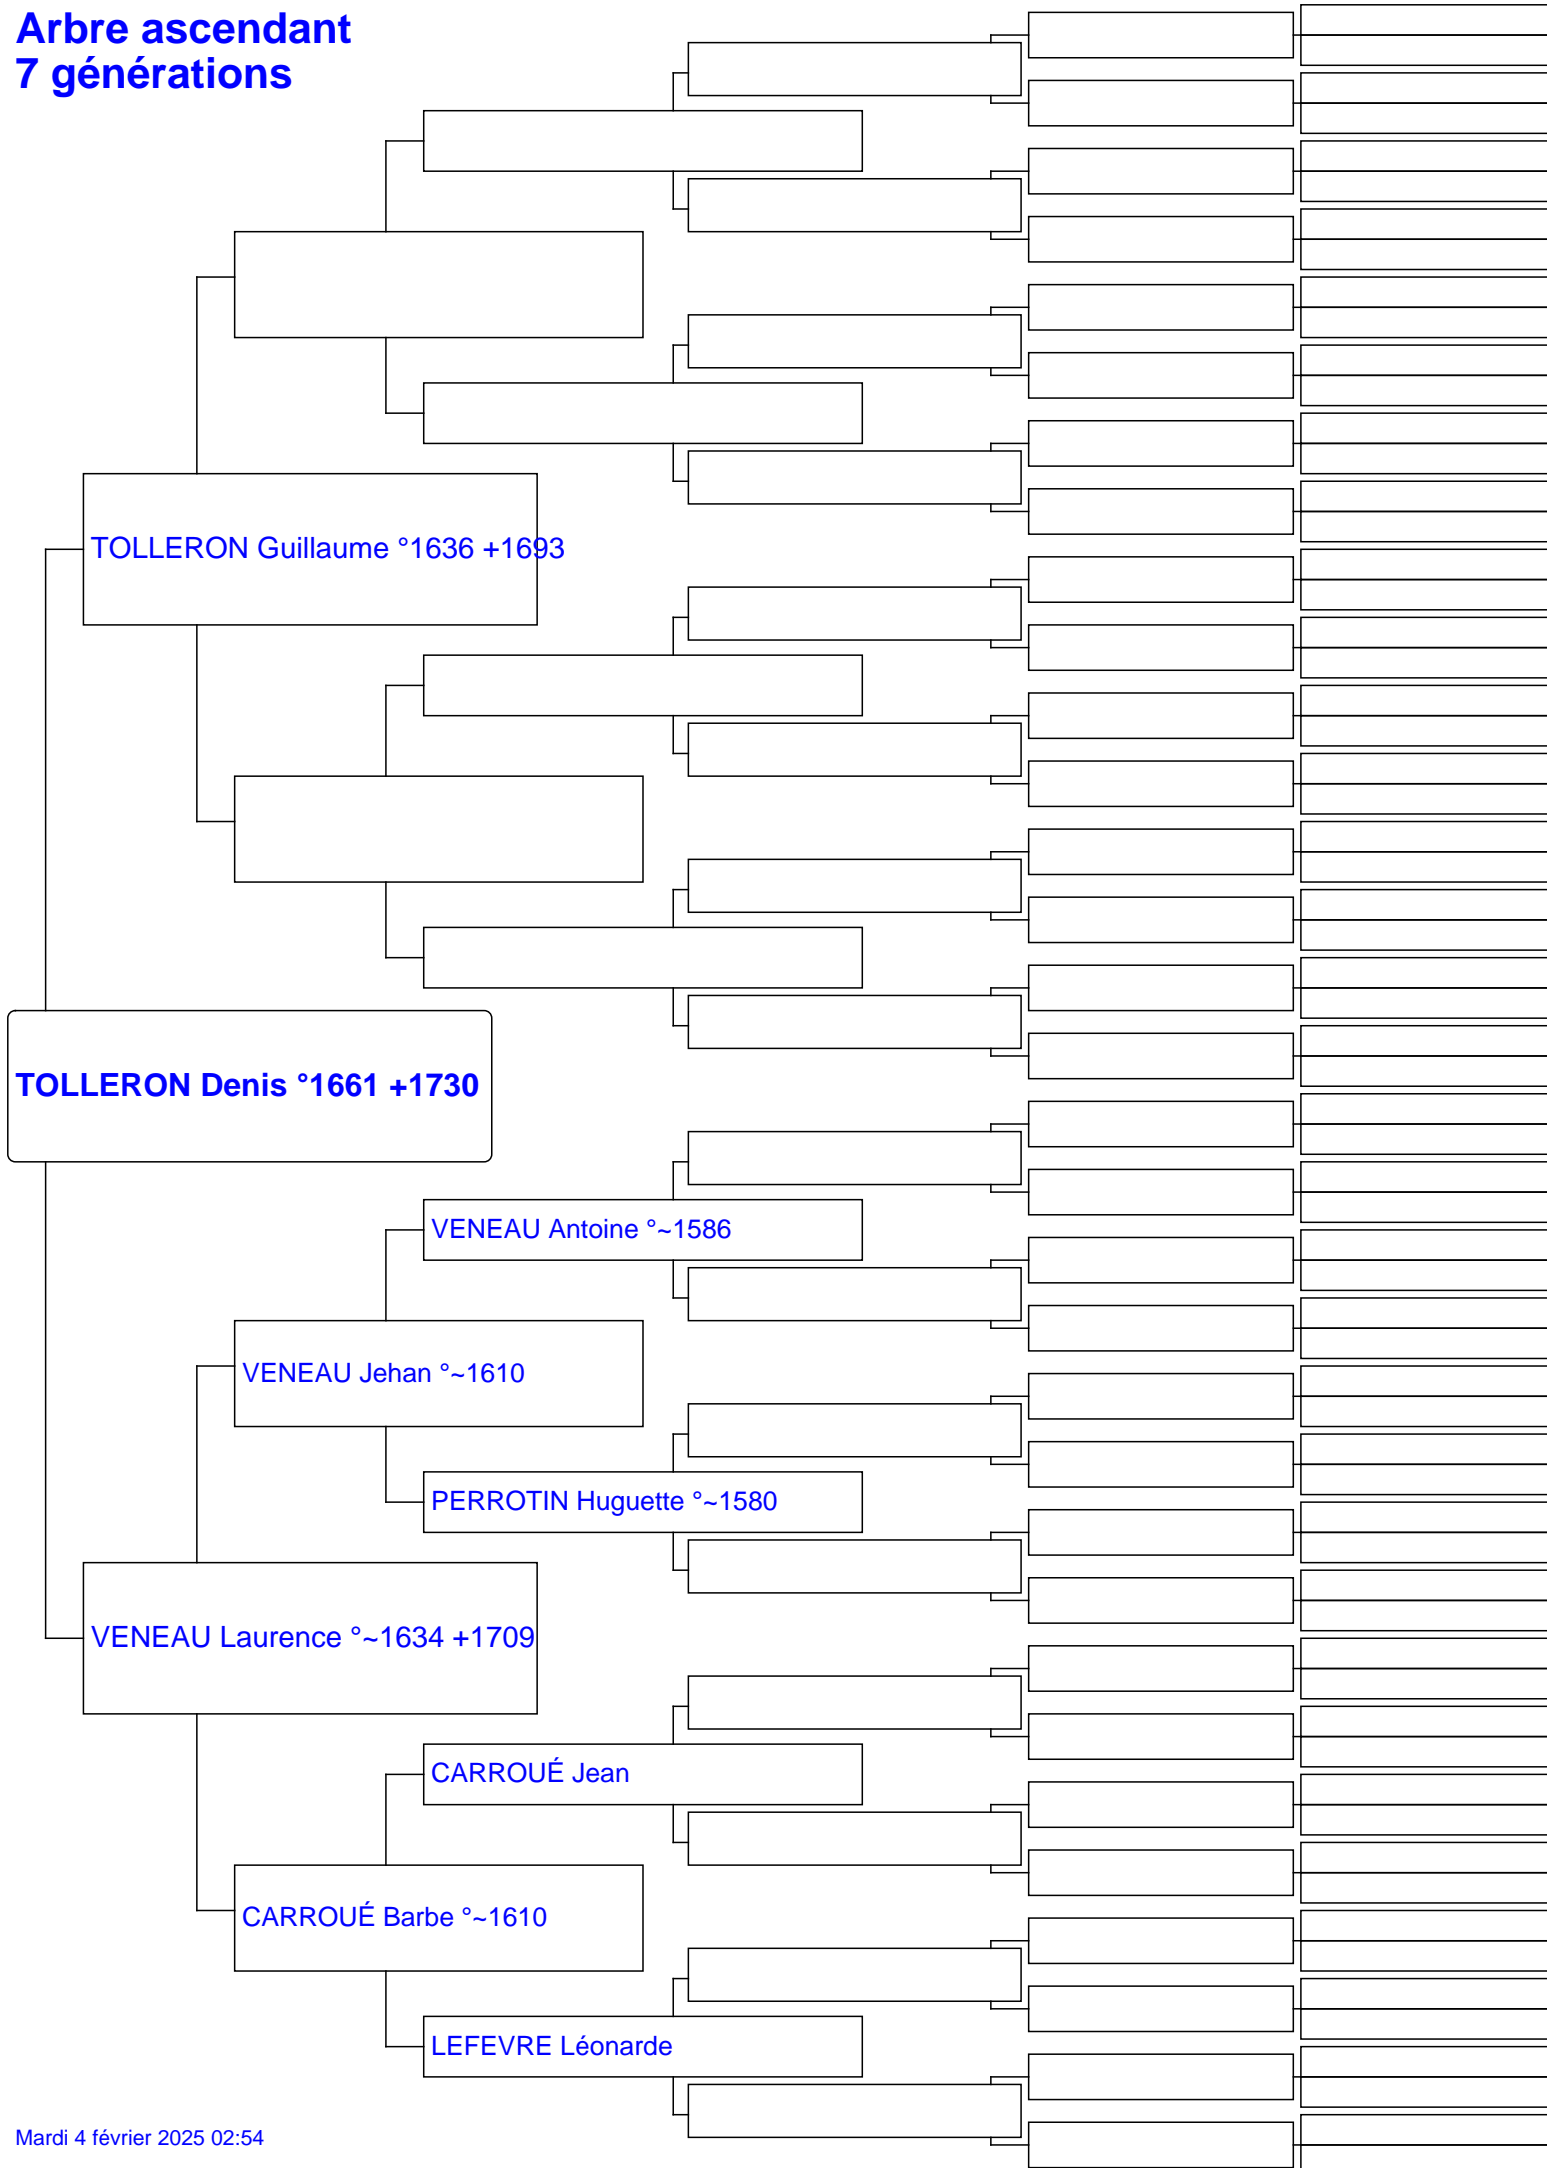 Arbre ascendant
7 générations
TOLLERON Guillaume °1636 +1693
TOLLERON Denis °1661 +1730
VENEAU Antoine °~1586
VENEAU Jehan °~1610
PERROTIN Huguette °~1580
VENEAU Laurence °~1634 +1709
CARROUÉ Jean
CARROUÉ Barbe °~1610
LEFEVRE Léonarde
Mardi 4 février 2025 02:54